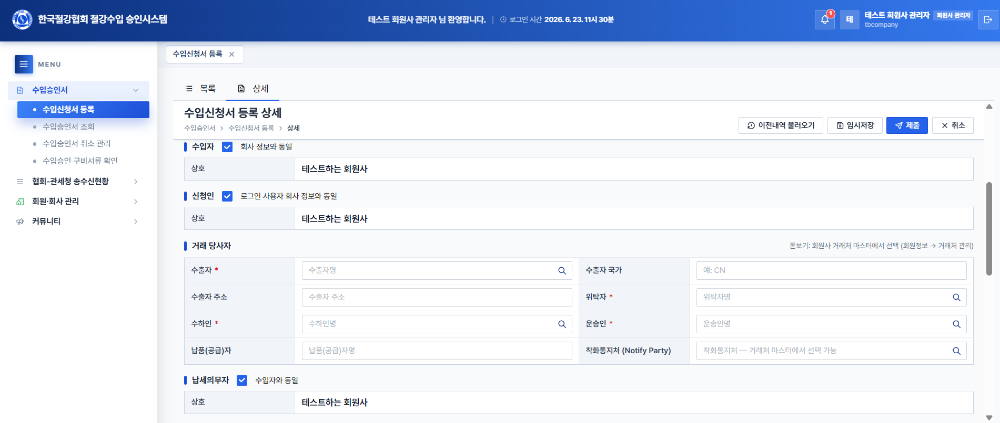 한국철강협회 철강수입 승인시스템
테스트 회원사 관리자 님 환영합니다. | 로그인 시간 2026. 6. 23. 11시 30분
1
테
테스트 회원사 관리자 회원사 관리자
tbcompany
MENU
수입승인서
수입신청서 등록
수입승인서 조회
수입승인서 취소 관리
수입승인 구비서류 확인
협회-관세청 송수신현황
회원·회사 관리
커뮤니티
수입신청서 등록
목록
상세
수입신청서 등록 상세
수입승인서 > 수입신청서 등록 > 상세
이전내역 불러오기
임시저장
제출
취소
수입자 회사 정보와 동일
상호 테스트하는 회원사
신청인 로그인 사용자 회사 정보와 동일
상호 테스트하는 회원사
거래 당사자 돋보기: 회원사 거래처 마스터에서 선택 (회원정보 → 거래처 관리)
수출자 * 수출자명 수출자 국가 예: CN
수출자 주소 수출자 주소 위탁자 * 위탁자명
수하인 * 수하인명 운송인 * 운송인명
납품(공급)자 납품(공급)자명 착화통지처 (Notify Party) 착화통지처 — 거래처 마스터에서 선택 가능
납세의무자 수입자와 동일
상호 테스트하는 회원사